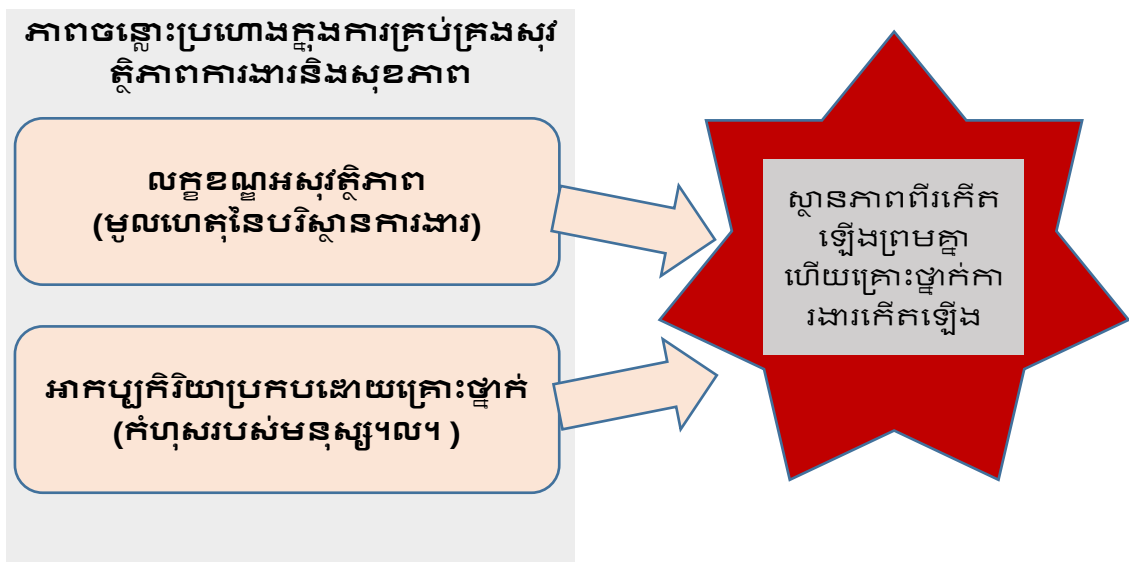 ភាពចន្លោះប្រហោងក្នុងការគ្រប់គ្រងសុវ
ត្ថិភាពការងារនិងសុខភាព
លក្ខខណ្ឌអសុវត្ថិភាព
(មូលហេតុនៃបរិស្ថានការងារ)
អាកប្បកិរិយាប្រកបដោយគ្រោះថ្នាក់
(កំហុសរបស់មនុស្ស។ល។ )
ស្ថានភាពពីរកើត
ឡើងព្រមគ្នា
ហើយគ្រោះថ្នាក់កា
រងារកើតឡើង